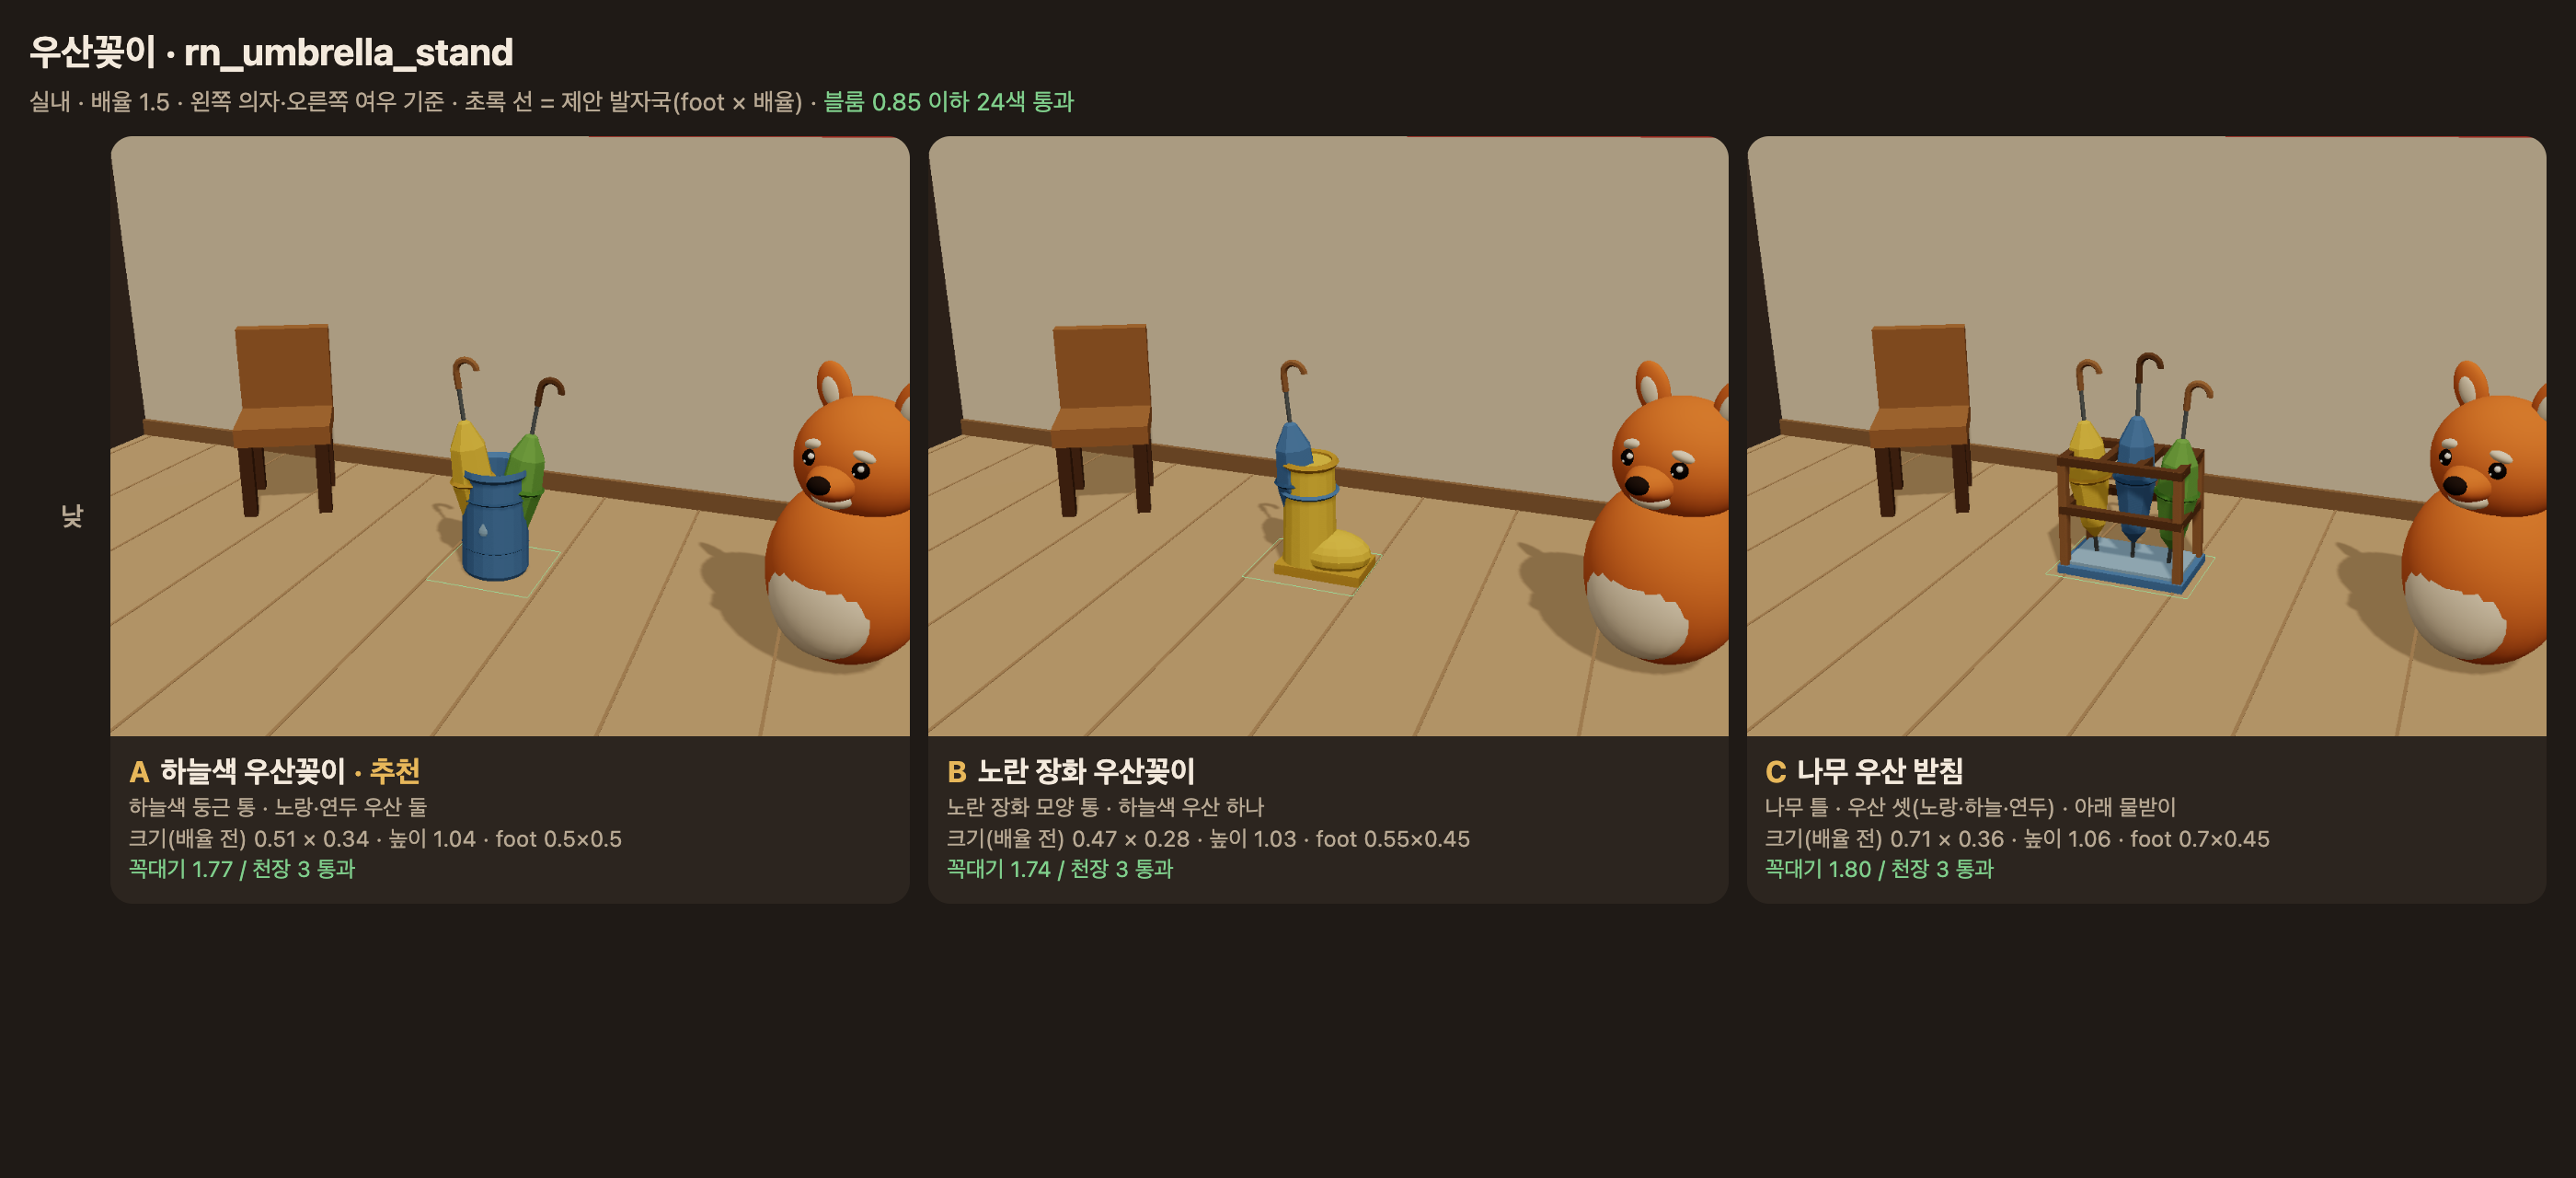 우산꽂이 · rn_umbrella_stand
실내 · 배율 1.5 · 왼쪽 의자·오른쪽 여우 기준 · 초록 선 = 제안 발자국(foot × 배율) · 블룸 0.85 이하 24색 통과
낮
A 하늘색 우산꽂이 · 추천
하늘색 둥근 통 · 노랑·연두 우산 둘
크기(배율 전) 0.51 × 0.34 · 높이 1.04 · foot 0.5×0.5
꼭대기 1.77 / 천장 3 통과
B 노란 장화 우산꽂이
노란 장화 모양 통 · 하늘색 우산 하나
크기(배율 전) 0.47 × 0.28 · 높이 1.03 · foot 0.55×0.45
꼭대기 1.74 / 천장 3 통과
C 나무 우산 받침
나무 틀 · 우산 셋(노랑·하늘·연두) · 아래 물받이
크기(배율 전) 0.71 × 0.36 · 높이 1.06 · foot 0.7×0.45
꼭대기 1.80 / 천장 3 통과